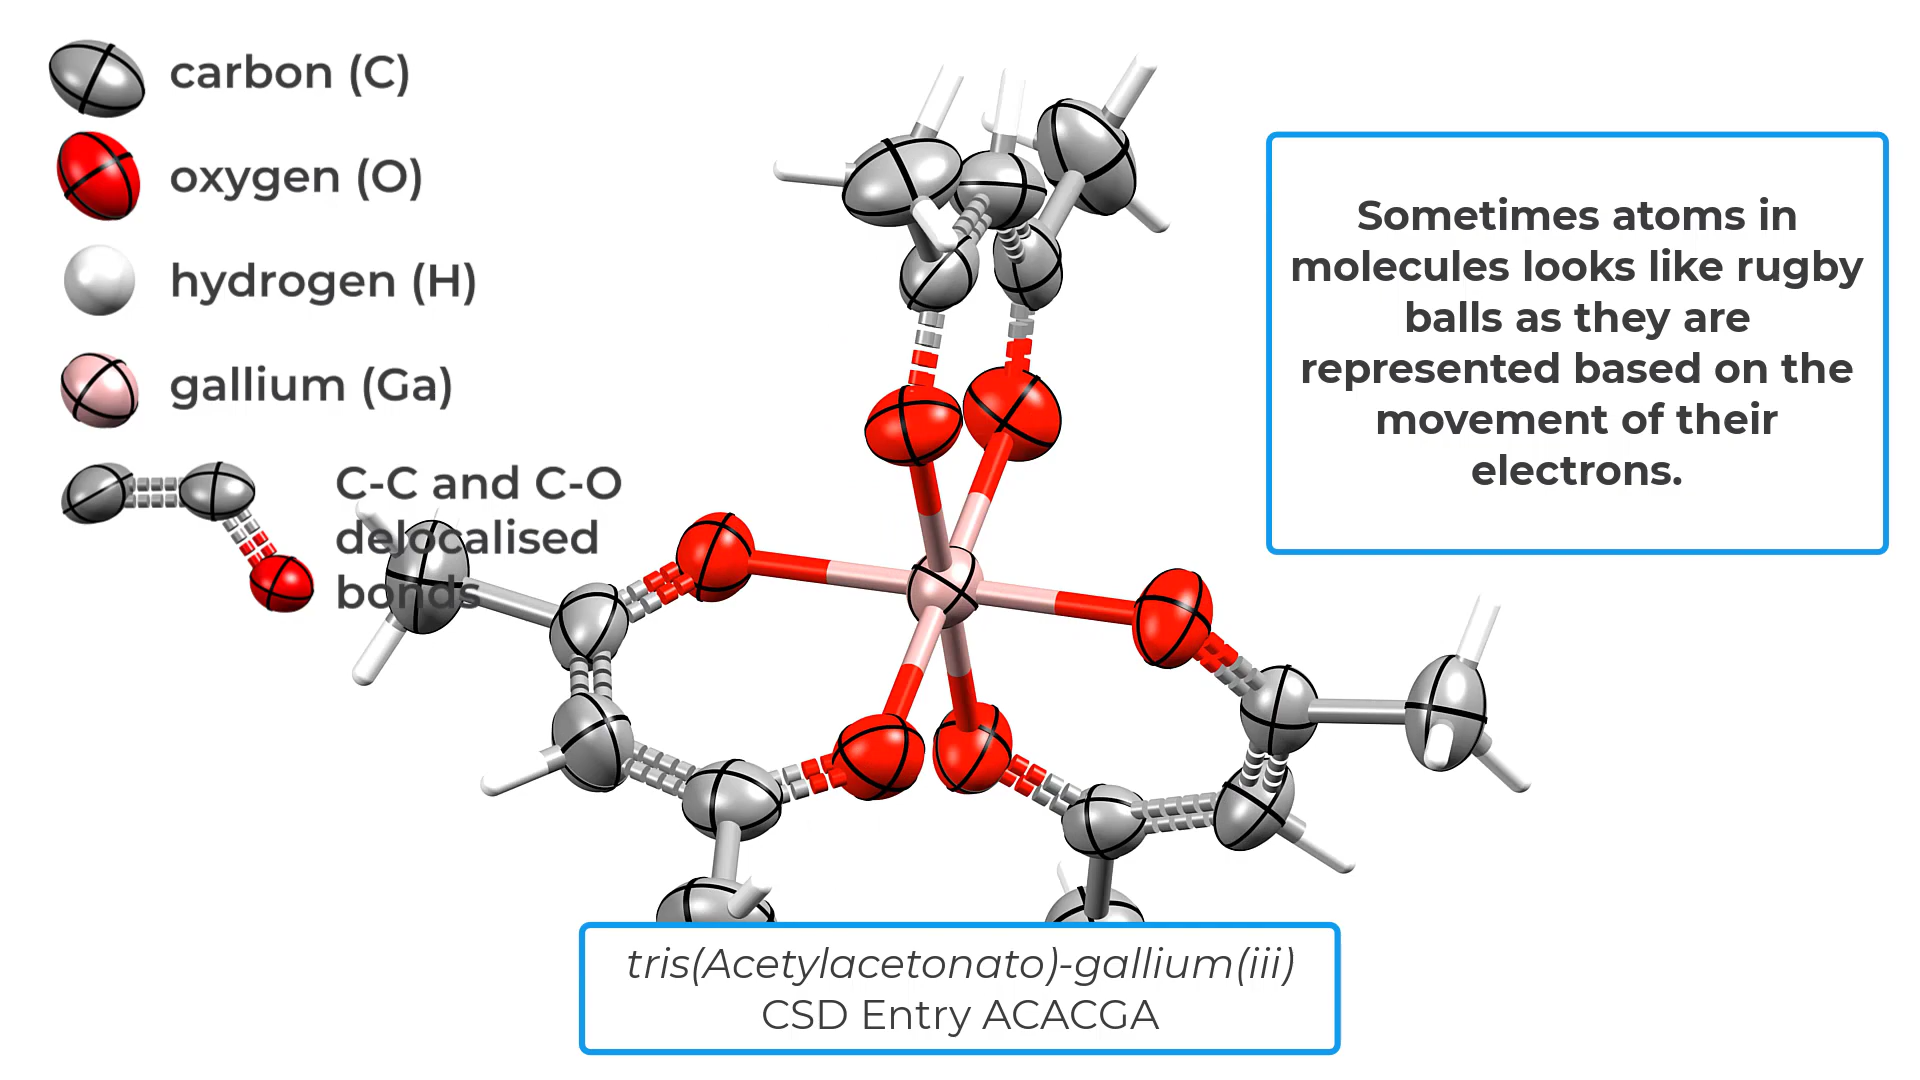 carbon (C)
oxygen (O)
hydrogen (H)
gallium (Ga)
C-C and C-O
delocalised
bonds
Sometimes atoms in
molecules looks like rugby
balls as they are
represented based on the
movement of their
electrons.
tris(Acetylacetonato)-gallium(iii)
CSD Entry ACACGA